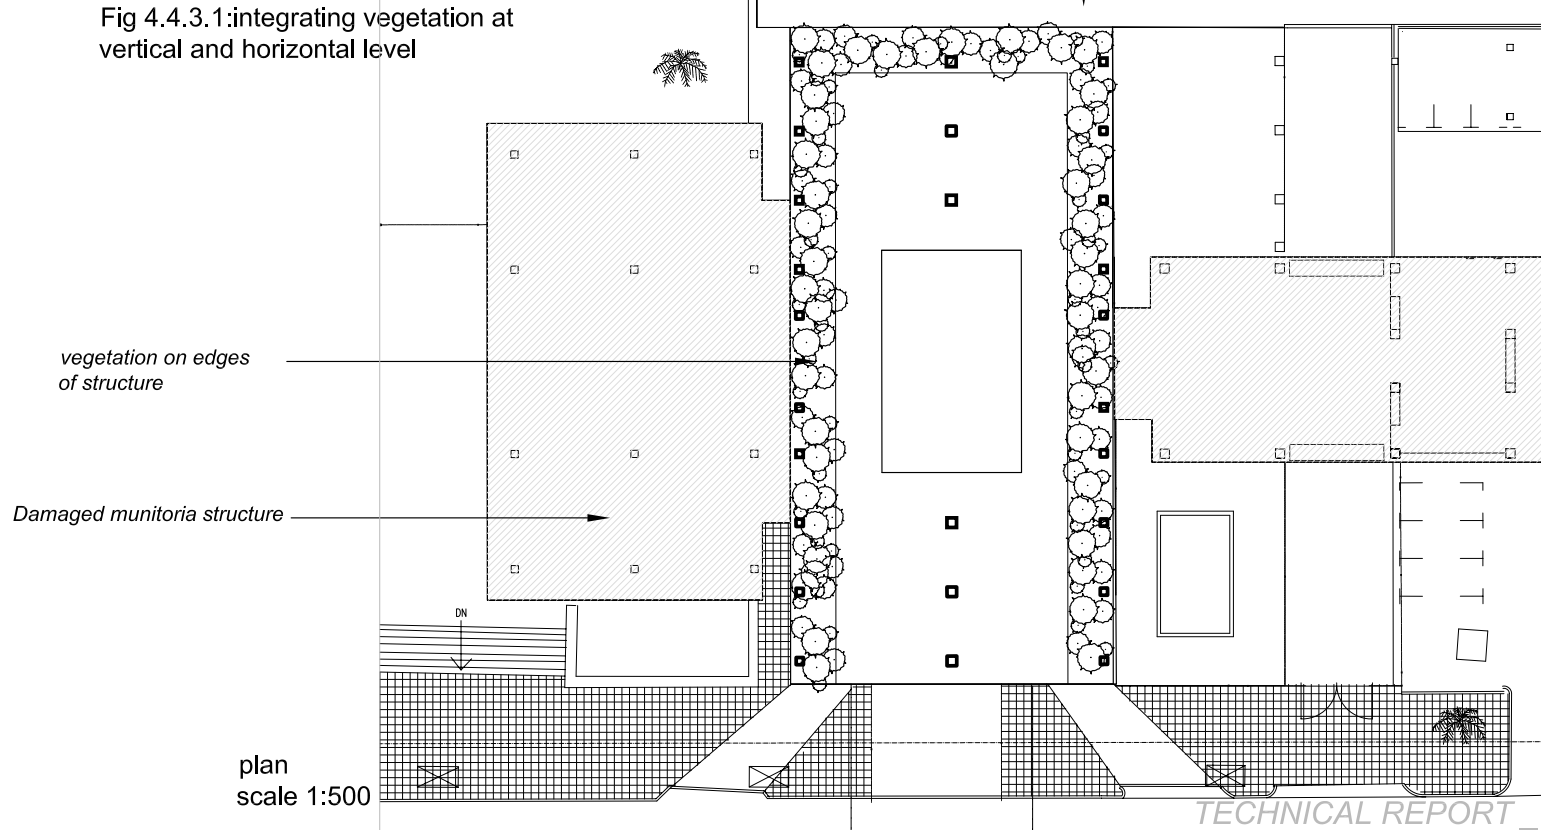 Fig 4.4.3.1:integrating vegetation at
vertical and horizontal level
vegetation on edges
of structure
Damaged munitoria structure
DN
plan
scale 1:500
TECHNICAL REPORT _